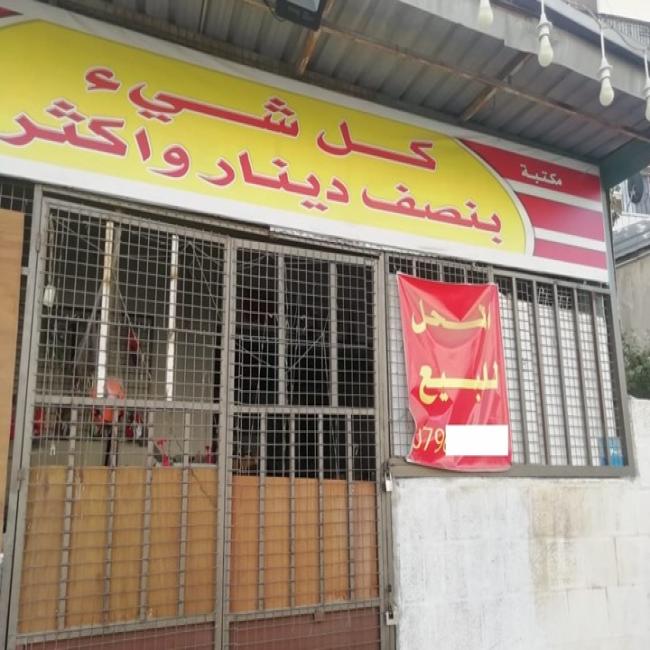 كل شيء
بنصف دينار واكثر
مكتبة
المحل
للبيع
079